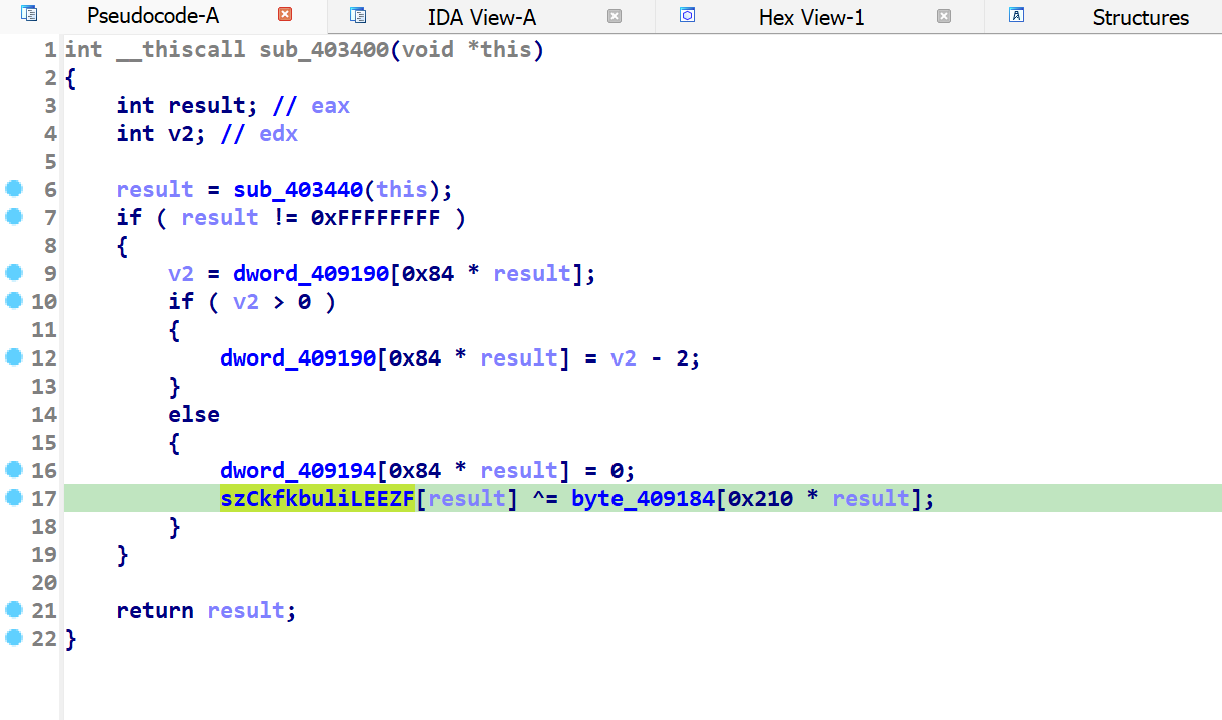 Pseudocode-A IDA View-A Hex View-1 Structures
1 int __thiscall sub_403400(void *this)
2 {
3     int result; // eax
4     int v2; // edx
5
6     result = sub_403440(this);
7     if ( result != 0xFFFFFFFF )
8     {
9         v2 = dword_409190[0x84 * result];
10         if ( v2 > 0 )
11         {
12             dword_409190[0x84 * result] = v2 - 2;
13         }
14         else
15         {
16             dword_409194[0x84 * result] = 0;
17             szCkfkbuliLEEZF[result] ^= byte_409184[0x210 * result];
18         }
19     }
20
21     return result;
22 }